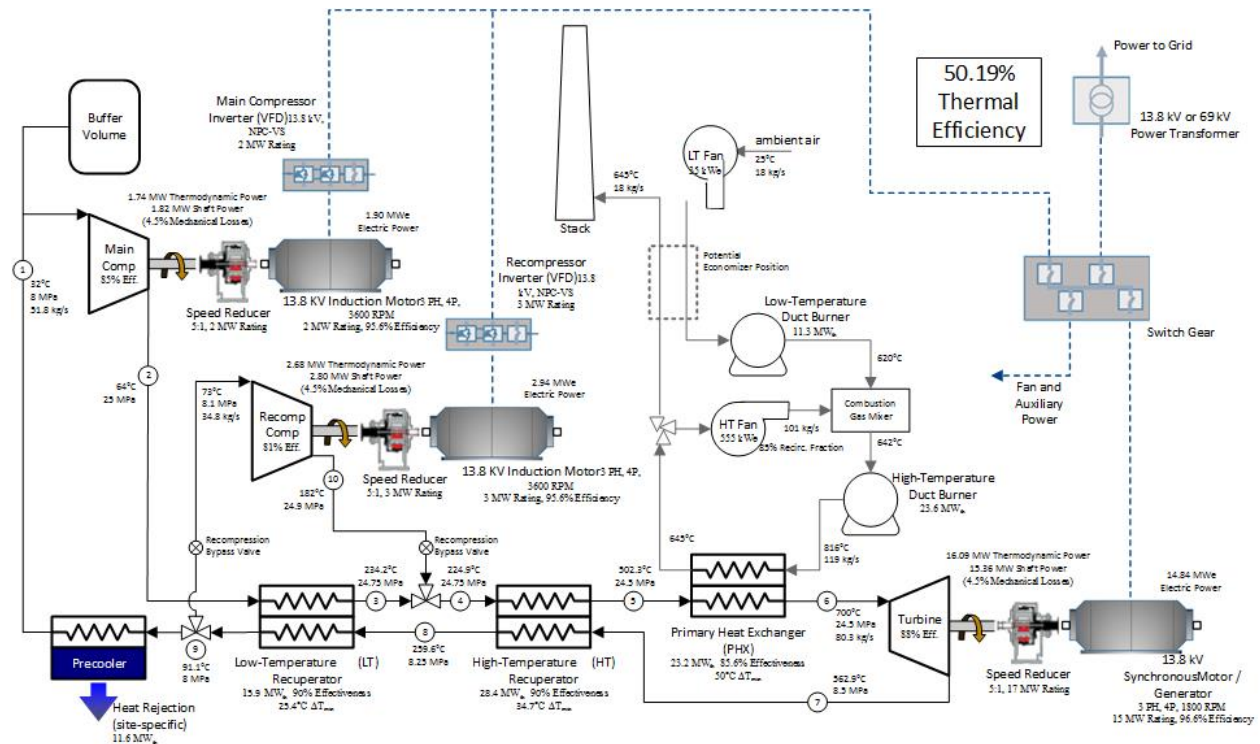 Buffer
Volume
Main Compressor
Inverter (VFD)13.8 kV,
NPC-VS
2 MW Rating
1.74 MW Thermodynamic Power
1.82 MW Shaft Power
(4.5% Mechanical Losses)
1.90 MWe
Electric Power
Main
Comp
85% Eff.
1
32°C
8 MPa
51.8 kg/s
Speed Reducer
5:1, 2 MW Rating
13.8 KV Induction Motor3 PH, 4P,
3600 RPM
2 MW Rating, 95.6% Efficiency
Stack
645°C
18 kg/s
LT Fan
35 kWe
ambient air
25°C
18 kg/s
50.19%
Thermal
Efficiency
Power to Grid
13.8 kV or 69 kV
Power Transformer
Potential
Economizer Position
Recompressor
Inverter (VFD)13.8
kV, NPC-VS
3 MW Rating
Low-Temperature
Duct Burner
11.3 MWth
620°C
Switch Gear
Fan and
Auxiliary
Power
2
64°C
25 MPa
73°C
8.1 MPa
34.8 kg/s
2.68 MW Thermodynamic Power
2.80 MW Shaft Power
(4.5% Mechanical Losses)
2.94 MWe
Electric Power
Recomp
Comp
81% Eff.
Speed Reducer
5:1, 3 MW Rating
13.8 KV Induction Motor3 PH, 4P,
3600 RPM
3 MW Rating, 95.6% Efficiency
HT Fan
555 kWe
101 kg/s
85% Recirc. Fraction
Combustion
Gas Mixer
642°C
High-Temperature
Duct Burner
23.6 MWth
10
182°C
24.9 MPa
Recompression
Bypass Valve
Recompression
Bypass Valve
645°C
816°C
119 kg/s
234.2°C
24.75 MPa
3
224.9°C
24.75 MPa
4
502.3°C
24.5 MPa
5
6
700°C
24.5 MPa
80.3 kg/s
16.09 MW Thermodynamic Power
15.36 MW Shaft Power
(4.5% Mechanical Losses)
14.84 MWe
Electric Power
Turbine
88% Eff.
Precooler
9
91.1°C
8 MPa
8
259.6°C
8.25 MPa
Low-Temperature (LT)
Recuperator
15.9 MWth 90% Effectiveness
25.4°C ΔTmin
High-Temperature (HT)
Recuperator
28.4 MWth 90% Effectiveness
34.7°C ΔTmin
Primary Heat Exchanger
(PHX)
23.2 MWth 85.6% Effectiveness
50°C ΔTmin
562.9°C
8.5 MPa
7
Speed Reducer
5:1, 17 MW Rating
13.8 kV
SynchronousMotor /
Generator
3 PH, 4P, 1800 RPM
15 MW Rating, 96.6% Efficiency
Heat Rejection
(site-specific)
11.6 MWth